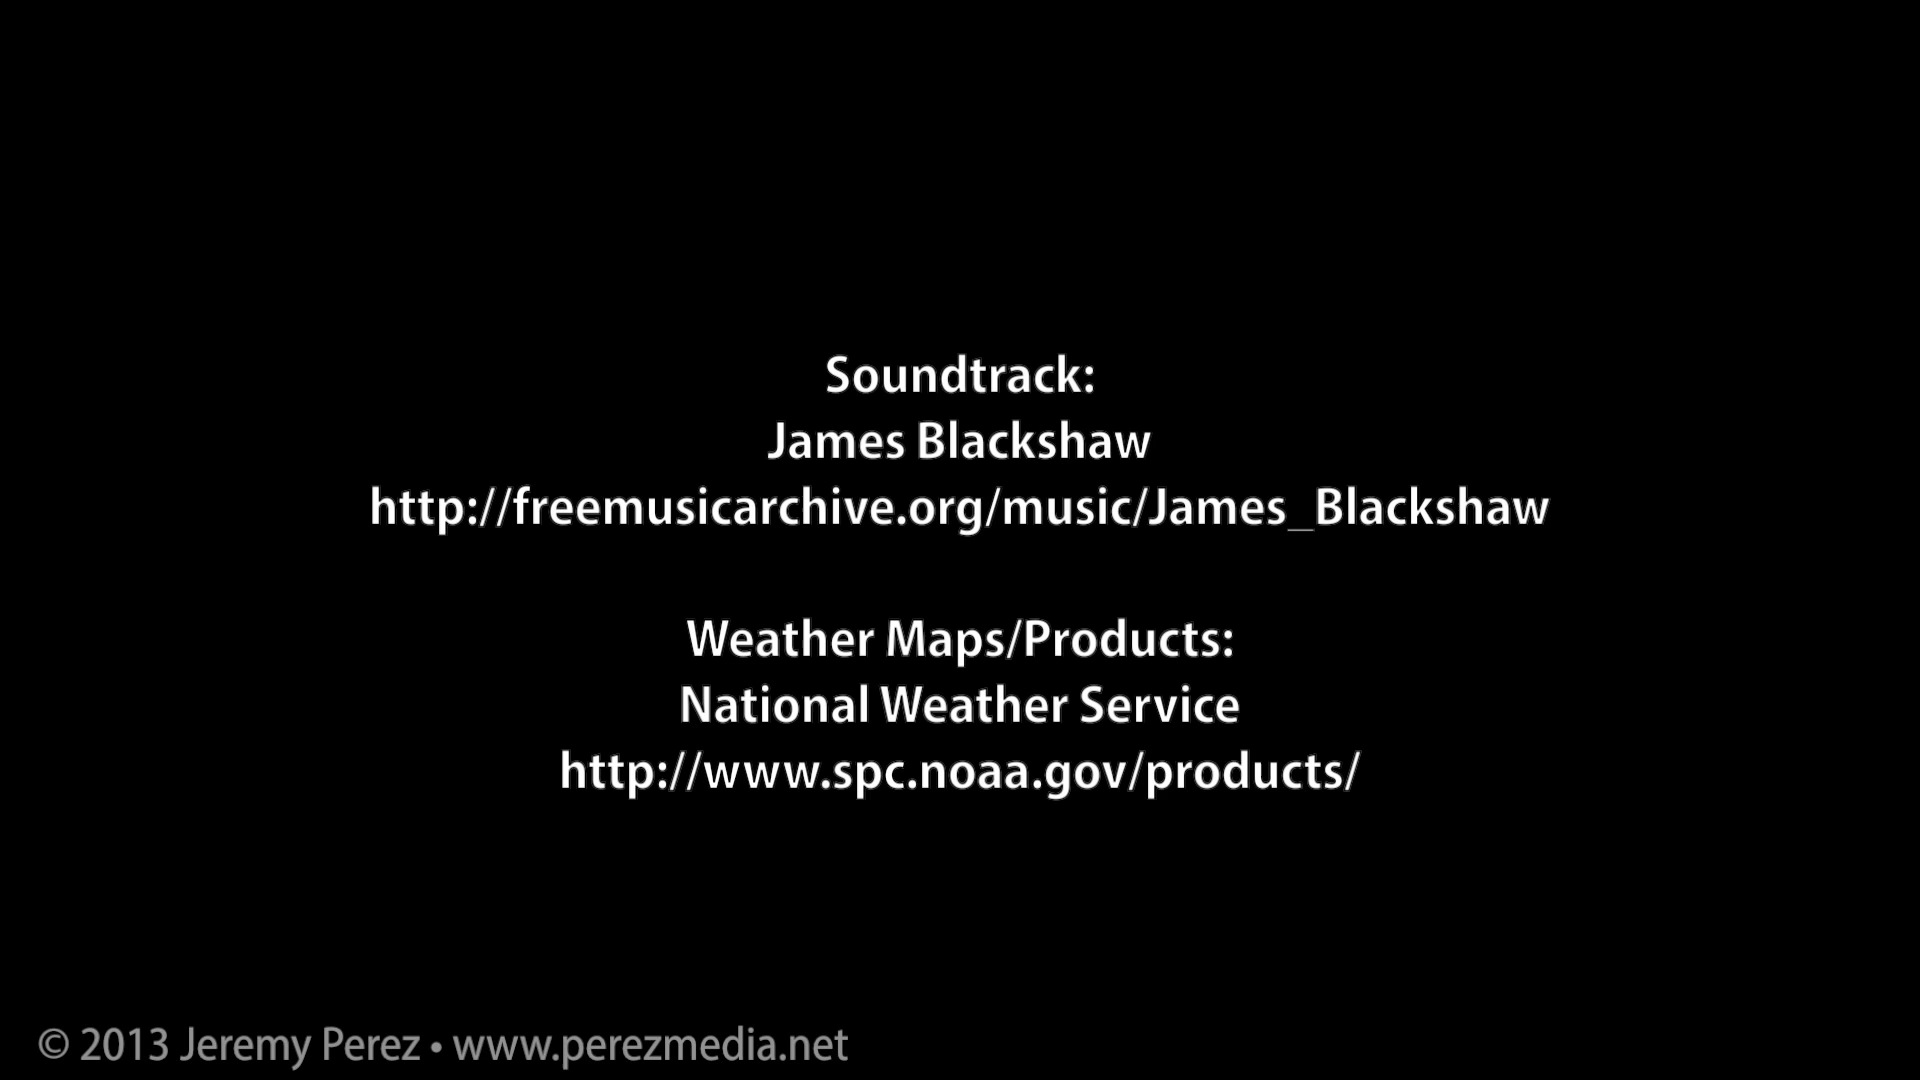 Soundtrack:
James Blackshaw
http://freemusicarchive.org/music/James_Blackshaw
Weather Maps/Products:
National Weather Service
http://www.spc.noaa.gov/products/
© 2013 Jeremy Perez • www.perezmedia.net